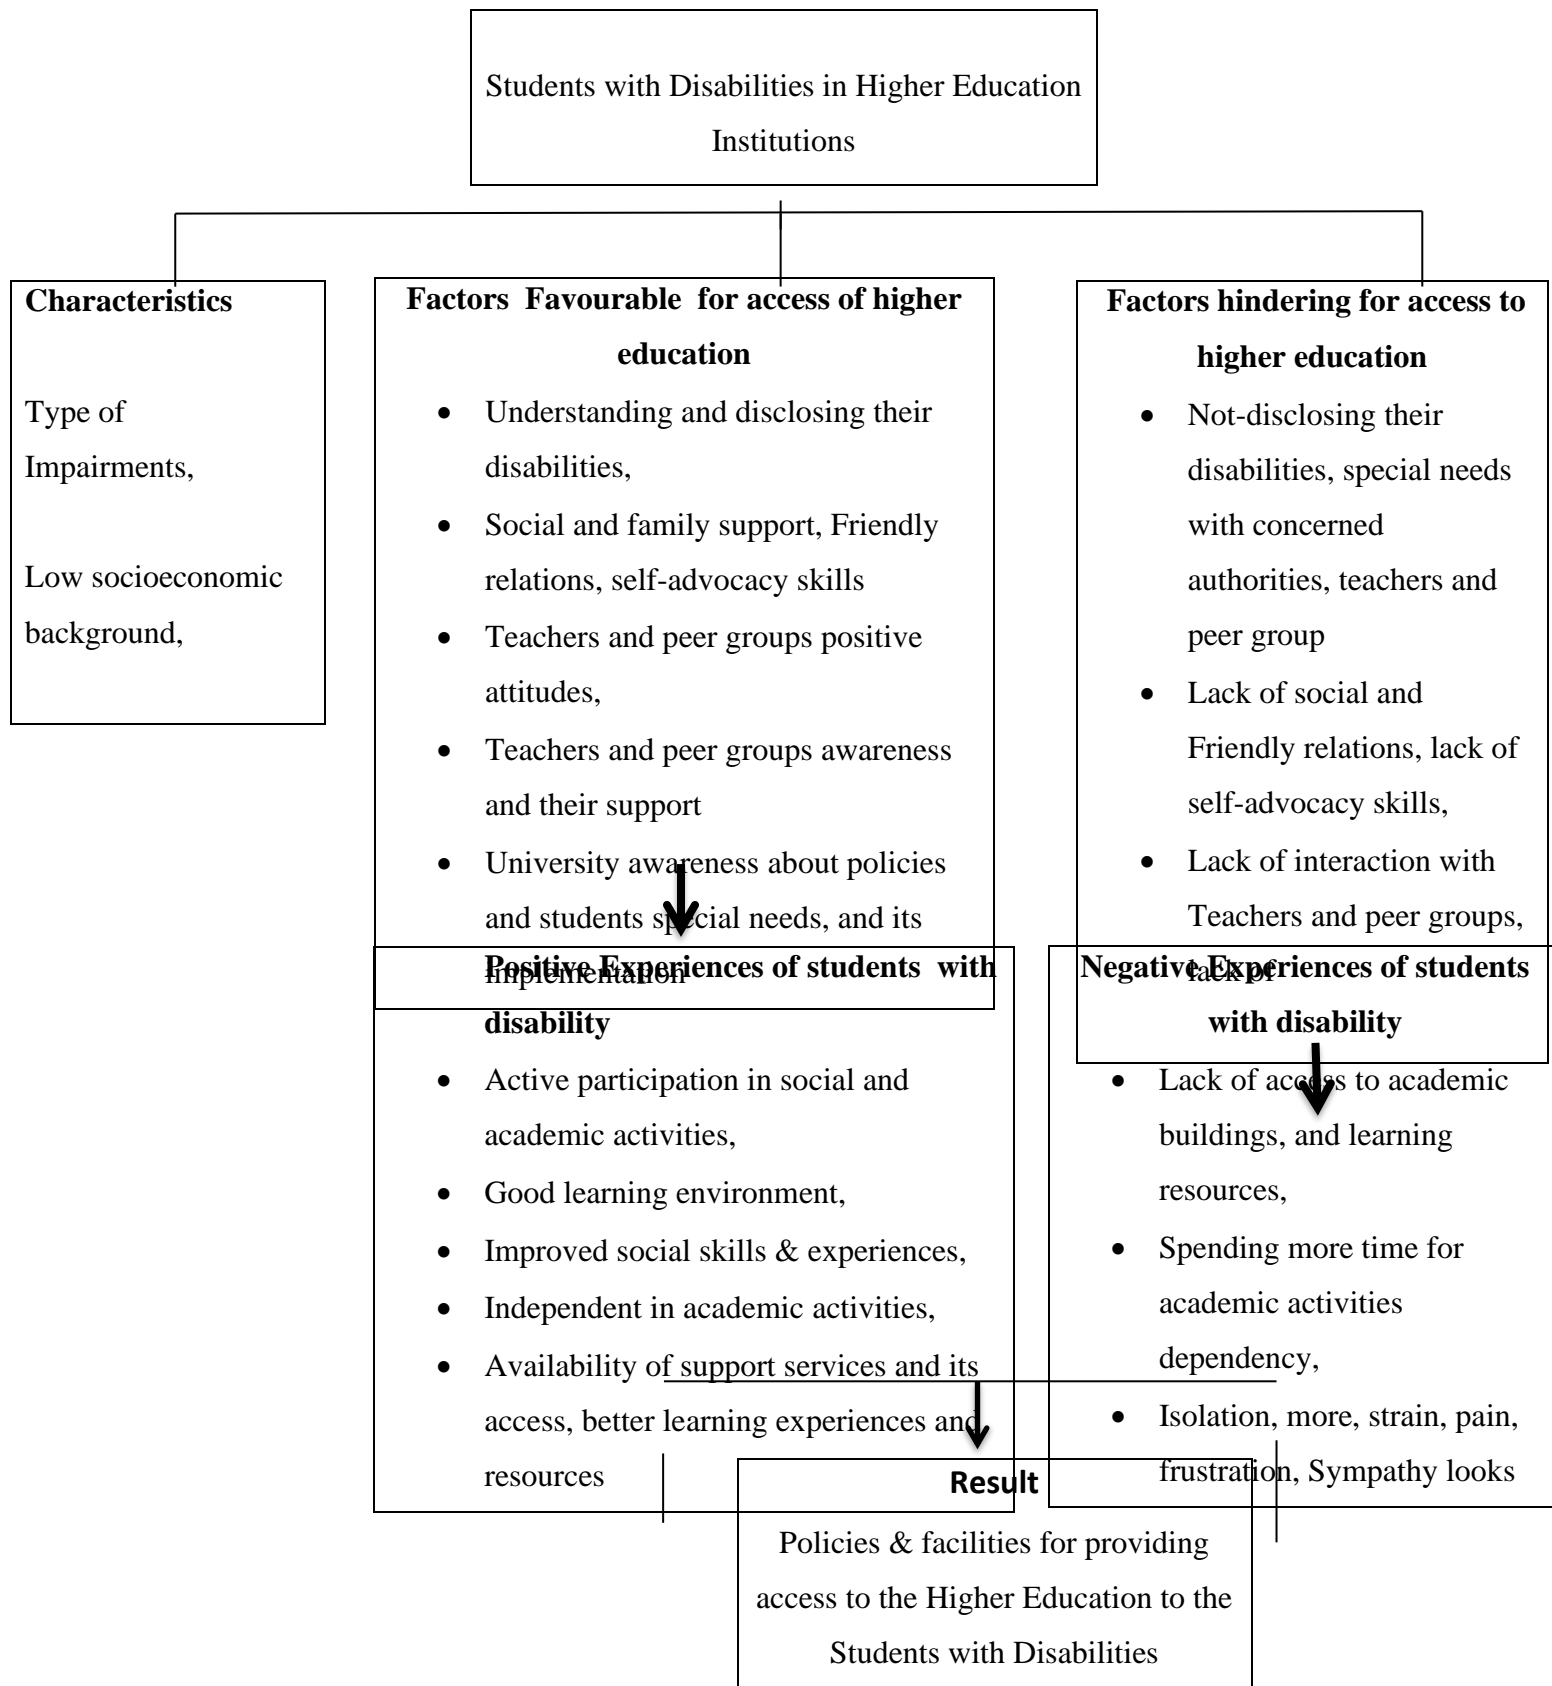 Students with Disabilities in Higher Education
Institutions
Characteristics
Type of
Impairments,
Low socioeconomic
background,
Factors Favourable for access of higher
education
• Understanding and disclosing their
disabilities,
• Social and family support, Friendly
relations, self-advocacy skills
• Teachers and peer groups positive
attitudes,
• Teachers and peer groups awareness
and their support
• University awareness about policies
and students special needs, and its
implementation
Factors hindering for access to
higher education
• Not-disclosing their
disabilities, special needs
with concerned
authorities, teachers and
peer group
• Lack of social and
Friendly relations, lack of
self-advocacy skills,
• Lack of interaction with
Teachers and peer groups,
lack of
Positive Experiences of students with
disability
• Active participation in social and
academic activities,
• Good learning environment,
• Improved social skills & experiences,
• Independent in academic activities,
• Availability of support services and its
access, better learning experiences and
resources
Negative Experiences of students
with disability
• Lack of access to academic
buildings, and learning
resources,
• Spending more time for
academic activities
dependency,
• Isolation, more, strain, pain,
frustration, Sympathy looks
Result
Policies & facilities for providing
access to the Higher Education to the
Students with Disabilities